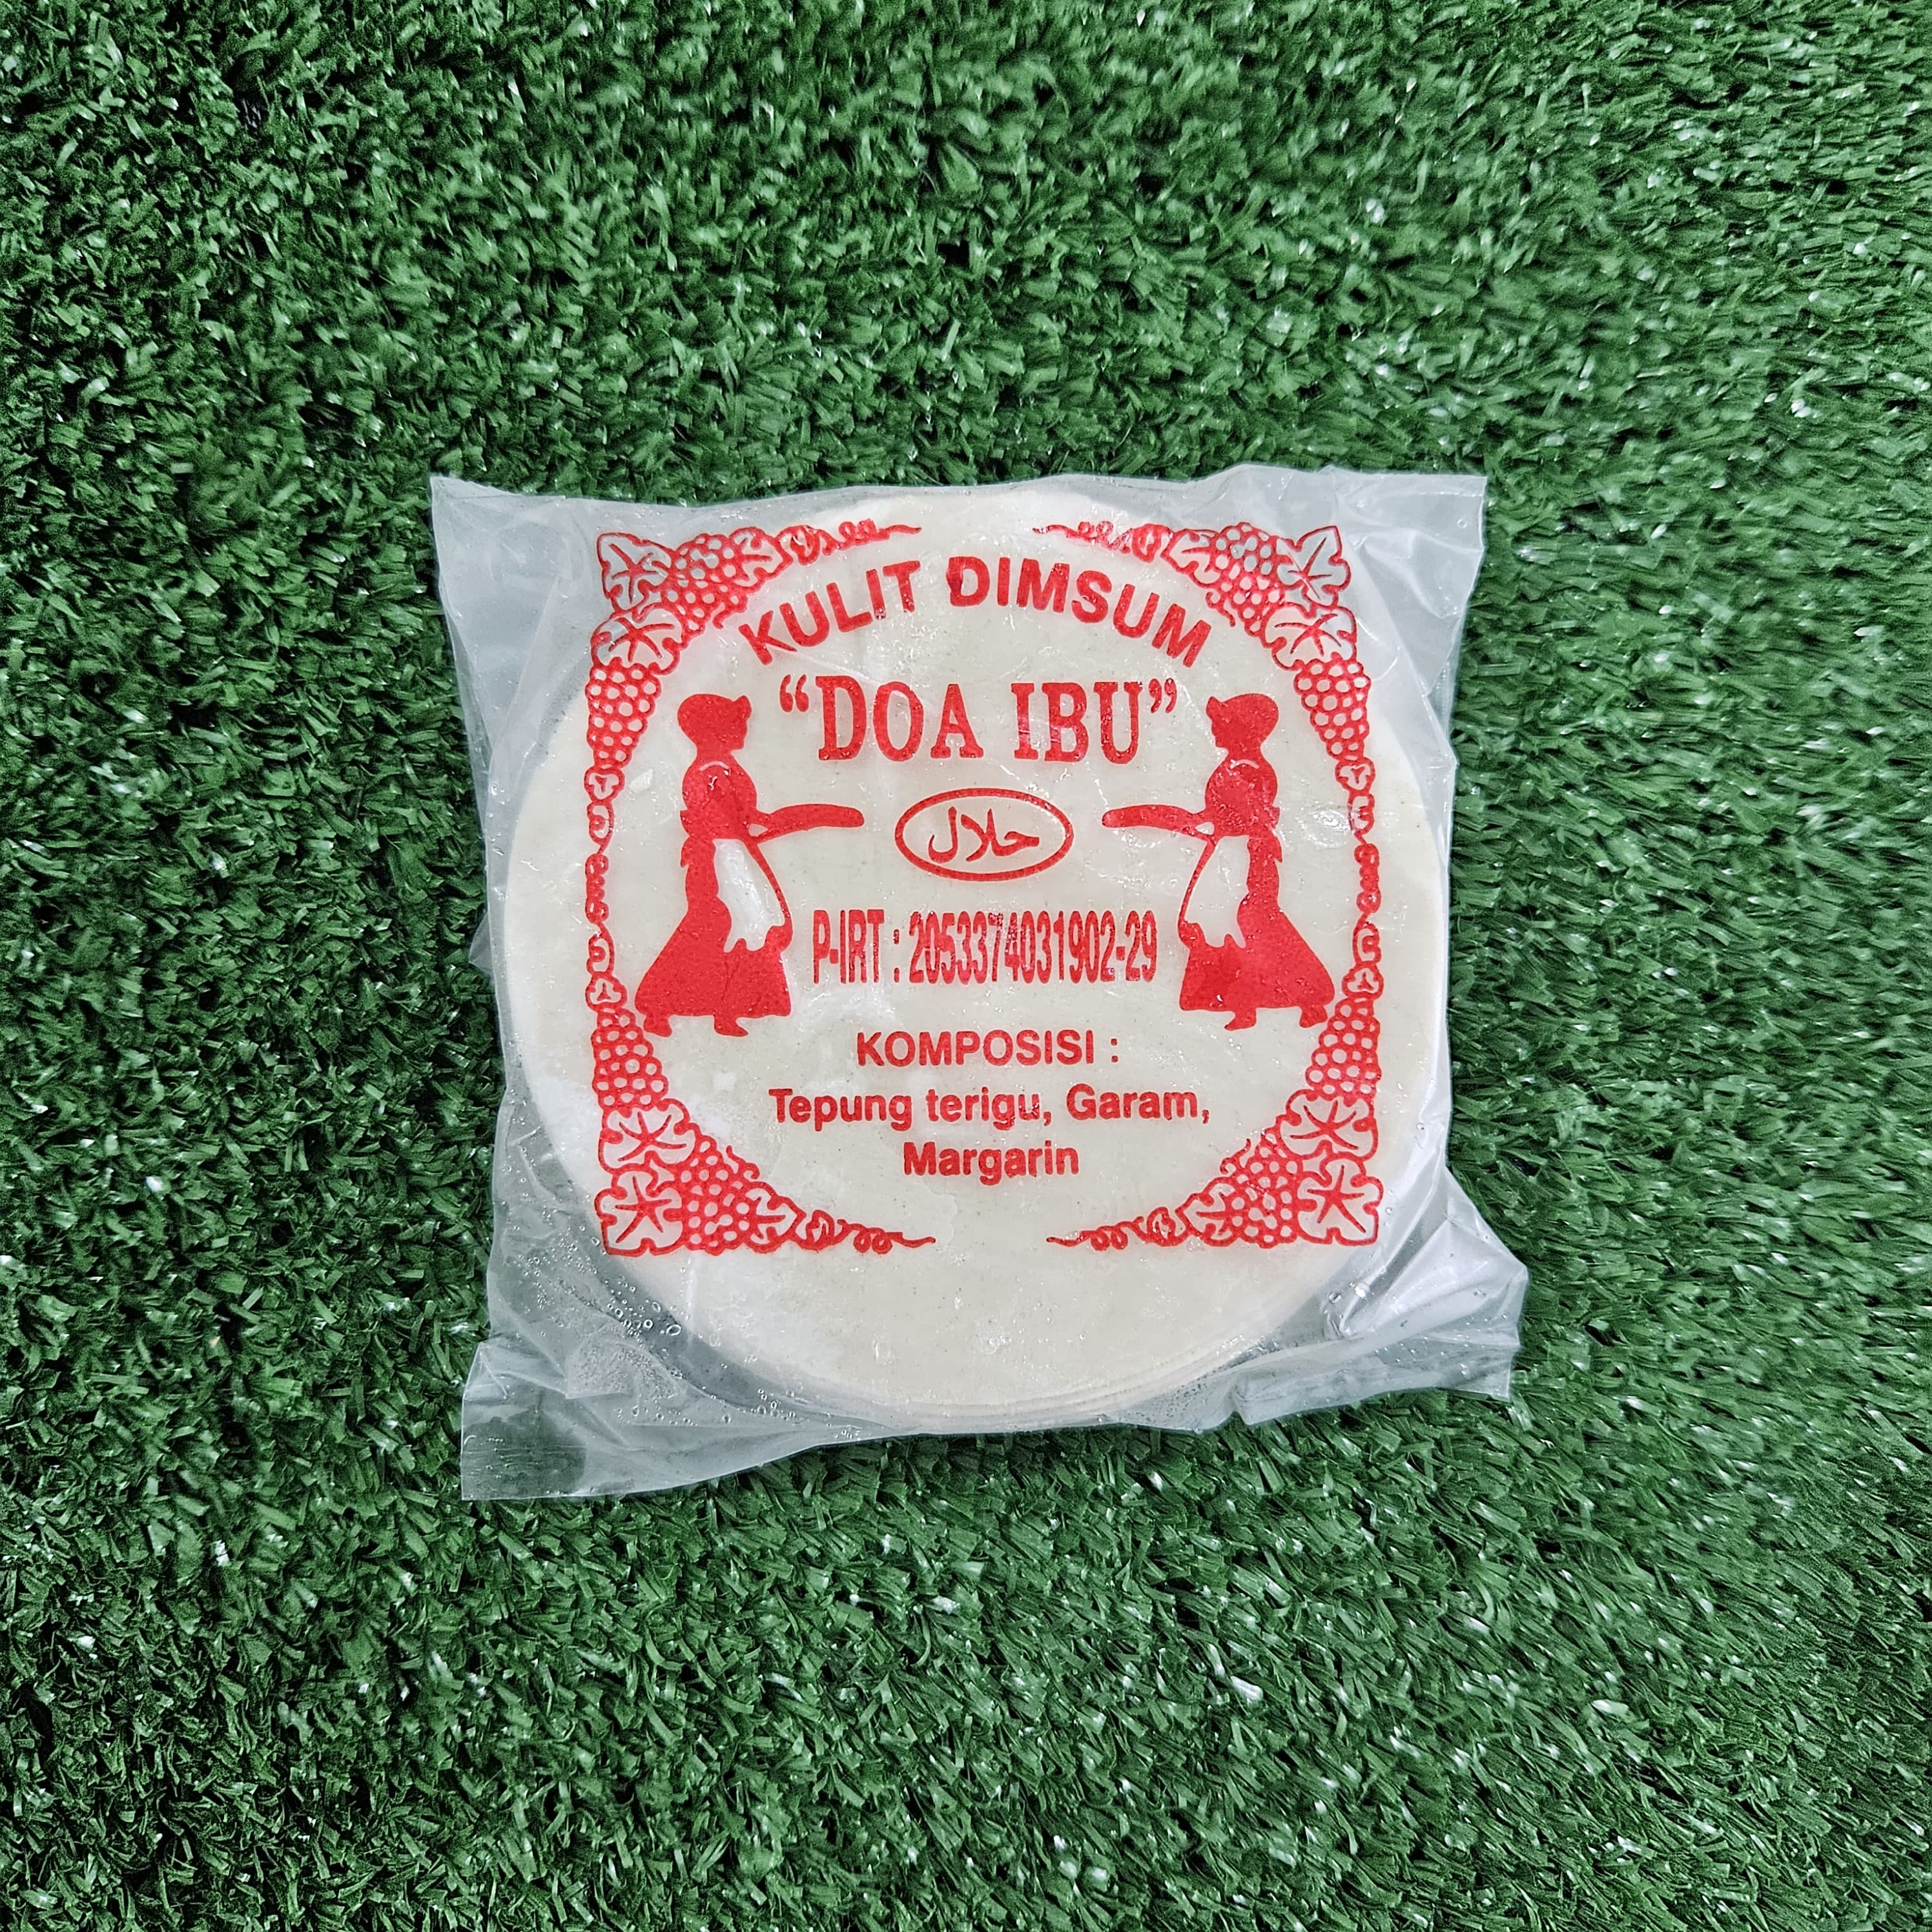 KULIT DIMSUM
“DOA IBU”
حلال
P-IRT : 2053374031902-29
KOMPOSISI :
Tepung terigu, Garam,
Margarin